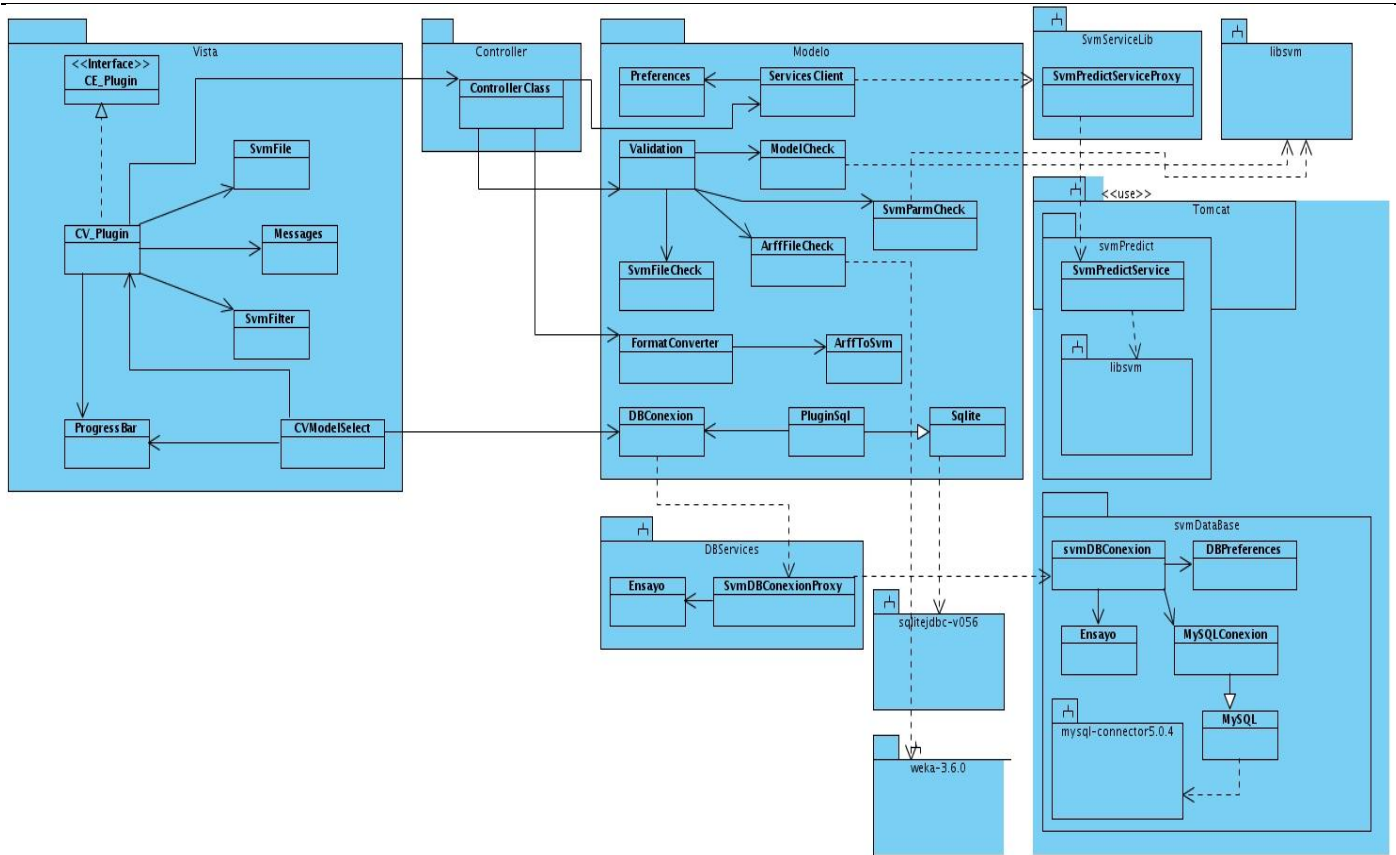 Vista
<<Interface>>
CE_Plugin
SvmFile
CV_Plugin
Messages
SvmFilter
ProgressBar
CVModelSelect
Controller
ControllerClass
Modelo
Preferences
ServicesClient
Validation
ModelCheck
SvmParmCheck
ArffFileCheck
SvmFileCheck
FormatConverter
ArffToSvm
DBConexion
PluginSql
Sqlite
SvmServiceLib
SvmPredictServiceProxy
libsvm
<<use>>
Tomcat
svmPredict
SvmPredictService
libsvm
DBServices
Ensayo
SvmDBConexionProxy
sqlitejdbc-v056
weka-3.6.0
svmDataBase
svmDBConexion
DBPreferences
Ensayo
MySQLConexion
MySQL
mysql-connector5.0.4